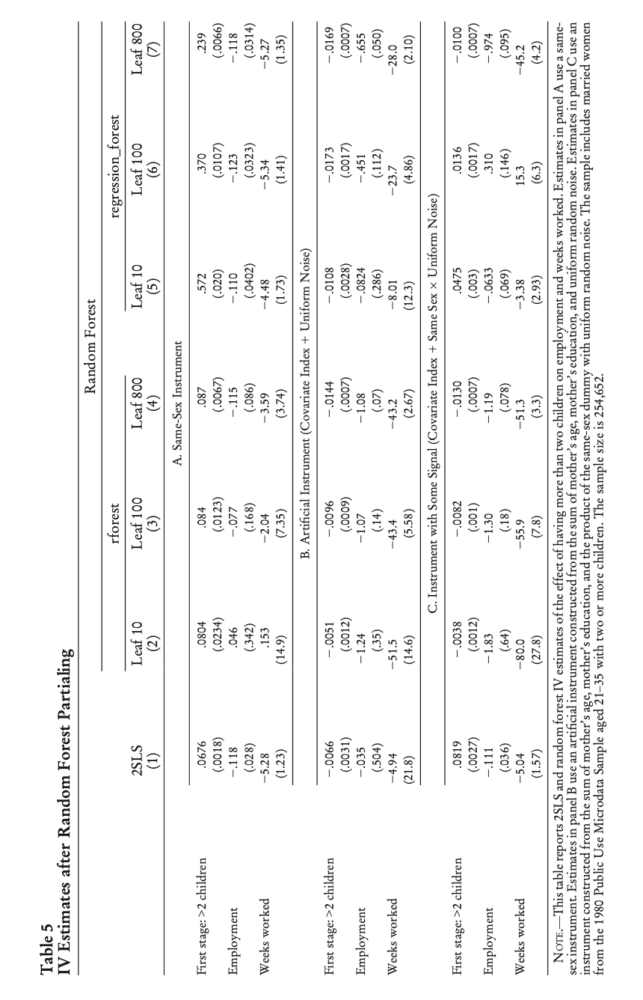 Table 5
IV Estimates after Random Forest Partialing
Random Forest
rforest regression_forest
2SLS Leaf 10 Leaf 100 Leaf 800 Leaf 10 Leaf 100 Leaf 800
(1) (2) (3) (4) (5) (6) (7)
A. Same-Sex Instrument
First stage: >2 children .0676 .0804 .084 .087 .572 .370 .239
(.0018) (.0234) (.0123) (.0067) (.020) (.0107) (.0066)
Employment −.118 .046 −.077 −.115 −.110 −.123 −.118
(.028) (.342) (.168) (.086) (.0402) (.0323) (.0314)
Weeks worked −5.28 .153 −2.04 −3.59 −4.48 −5.34 −5.27
(1.23) (14.9) (7.35) (3.74) (1.73) (1.41) (1.35)
B. Artificial Instrument (Covariate Index + Uniform Noise)
First stage: >2 children −.0066 −.0051 −.0096 −.0144 −.0108 −.0173 −.0169
(.0031) (.0012) (.0009) (.0007) (.0028) (.0017) (.0007)
Employment −.035 −1.24 −1.07 −1.08 −.0824 −.451 −.655
(.504) (.35) (.14) (.07) (.286) (.112) (.050)
Weeks worked −4.94 −51.5 −43.4 −43.2 −8.01 −23.7 −28.0
(21.8) (14.6) (5.58) (2.67) (12.3) (4.86) (2.10)
C. Instrument with Some Signal (Covariate Index + Same Sex × Uniform Noise)
First stage: >2 children .0819 −.0038 −.0082 −.0130 .0475 .0136 −.0100
(.0027) (.0012) (.001) (.0007) (.003) (.0017) (.0007)
Employment −.111 −1.83 −1.30 −1.19 −.0633 .310 −.974
(.036) (.64) (.18) (.078) (.069) (.146) (.095)
Weeks worked −5.04 −80.0 −55.9 −51.3 −3.38 15.3 −45.2
(1.57) (27.8) (7.8) (3.3) (2.93) (6.3) (4.2)
NOTE.—This table reports 2SLS and random forest IV estimates of the effect of having more than two children on employment and weeks worked. Estimates in panel A use a same-
sex instrument. Estimates in panel B use an artificial instrument constructed from the sum of mother's age, mother's education, and uniform random noise. Estimates in panel C use an
instrument constructed from the sum of mother's age, mother's education, and the product of the same-sex dummy with uniform random noise. The sample includes married women
from the 1980 Public Use Microdata Sample aged 21–35 with two or more children. The sample size is 254,652.